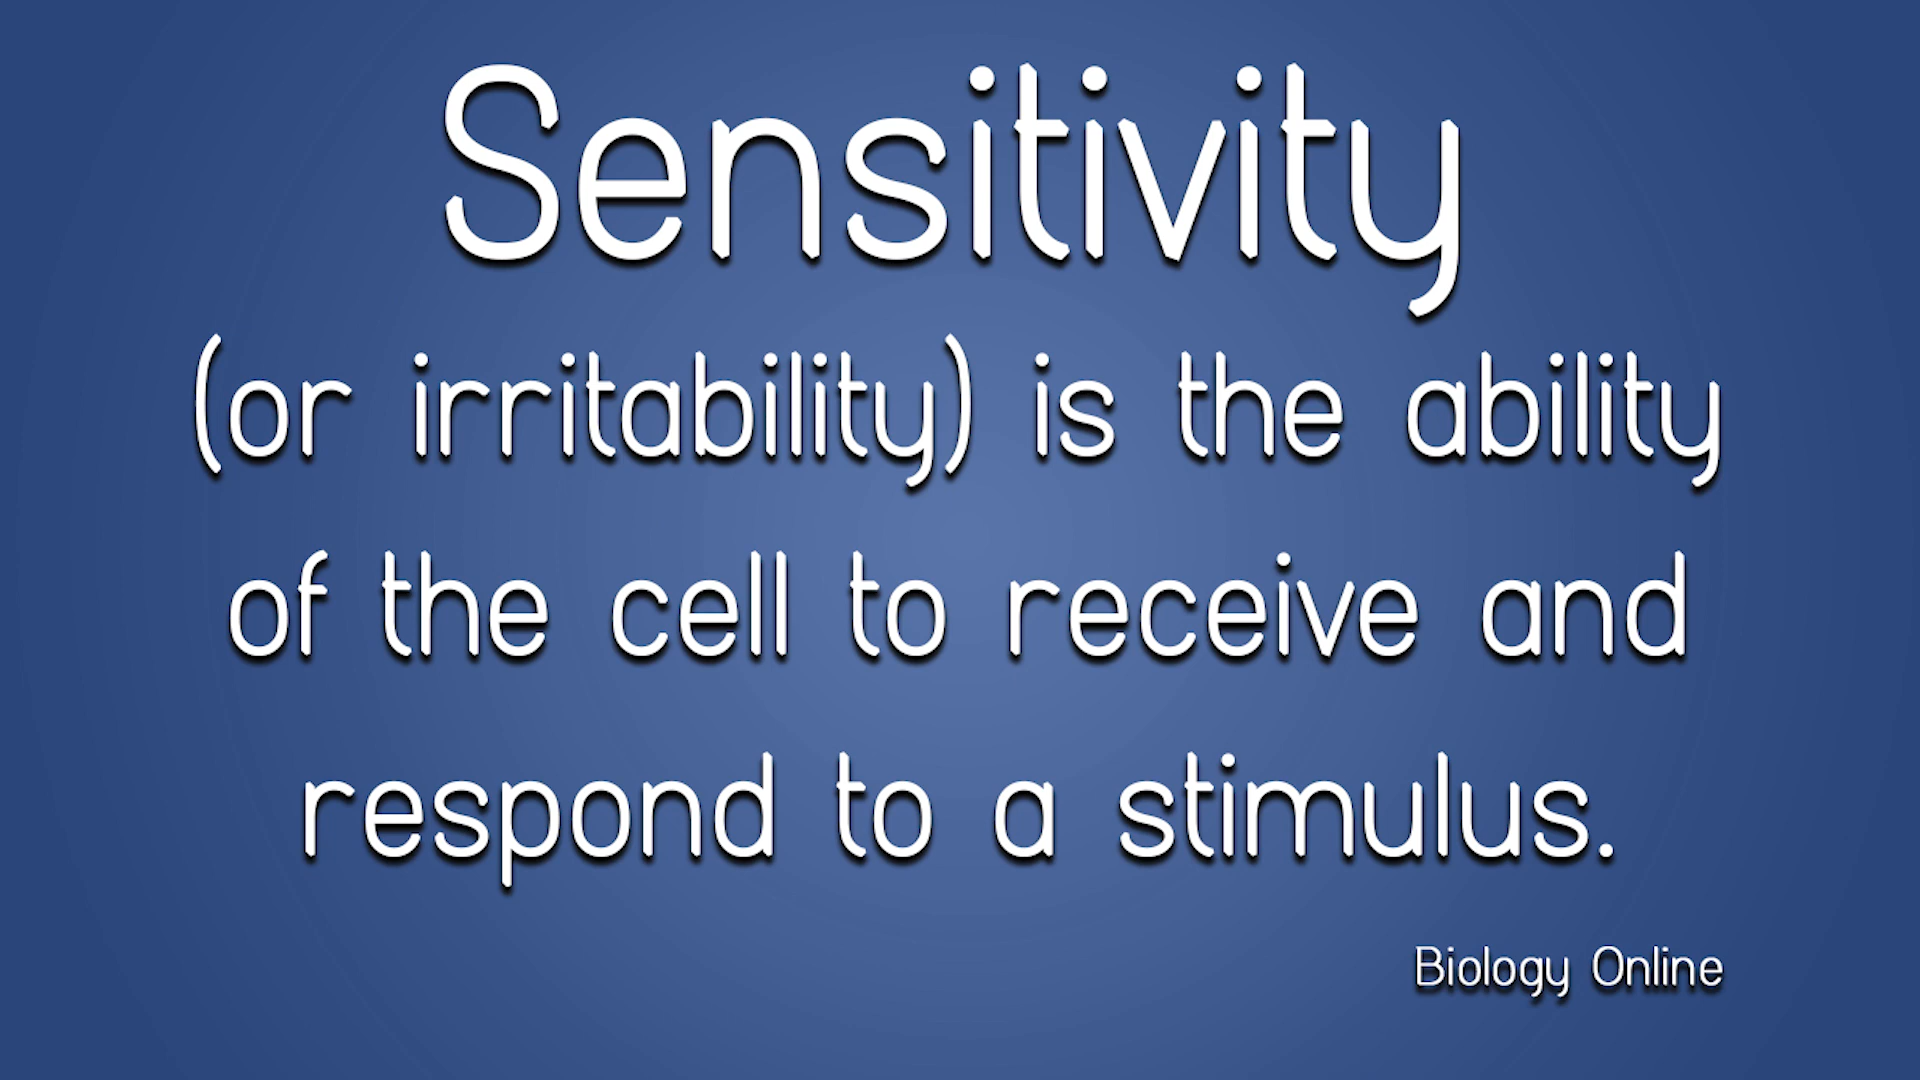 Sensitivity
(or irritability) is the ability
of the cell to receive and
respond to a stimulus.
Biology Online